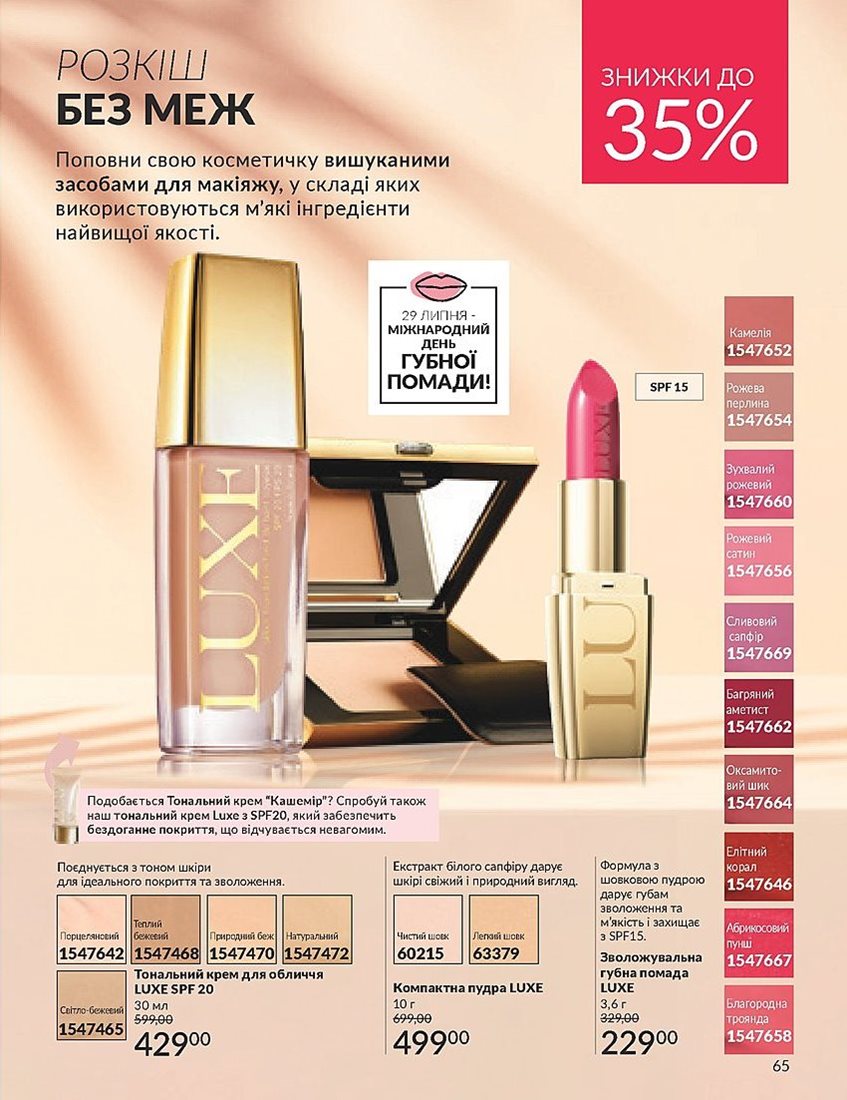 РОЗКІШ
БЕЗ МЕЖ
ЗНИЖКИ ДО
35%
Поповни свою косметичку вишуканими
засобами для макіяжу, у складі яких
використовуються м’які інгредієнти
найвищої якості.
29 ЛИПНЯ -
МІЖНАРОДНИЙ
ДЕНЬ
ГУБНОЇ
ПОМАДИ!
SPF 15
LUXE
LUXE
LU
Камелія
1547652
Рожева
перлина
1547654
Зухвалий
рожевий
1547660
Рожевий
сатин
1547656
Сливовий
сапфір
1547669
Багряний
аметист
1547662
Оксамито-
вий шик
1547664
Елітний
корал
1547646
Абрикосовий
пунш
1547667
Благородна
троянда
1547658
Подобається Тональний крем “Кашемір”? Спробуй також
наш тональний крем Luxe з SPF20, який забезпечить
бездоганне покриття, що відчувається невагомим.
Поєднується з тоном шкіри
для ідеального покриття та зволоження.
Порцеляновий
1547642
Теплий
бежевий
1547468
Природний беж
1547470
Натуральний
1547472
Світло-бежевий
1547465
Тональний крем для обличчя
LUXE SPF 20
30 мл
599,00
429 00
Екстракт білого сапфіру дарує
шкірі свіжий і природний вигляд.
Чистий шовк
60215
Легкий шовк
63379
Компактна пудра LUXE
10 г
699,00
499 00
Формула з
шовковою пудрою
дарує губам
зволоження та
м’якість і захищає
з SPF15.
Зволожувальна
губна помада
LUXE
3,6 г
329,00
229 00
65